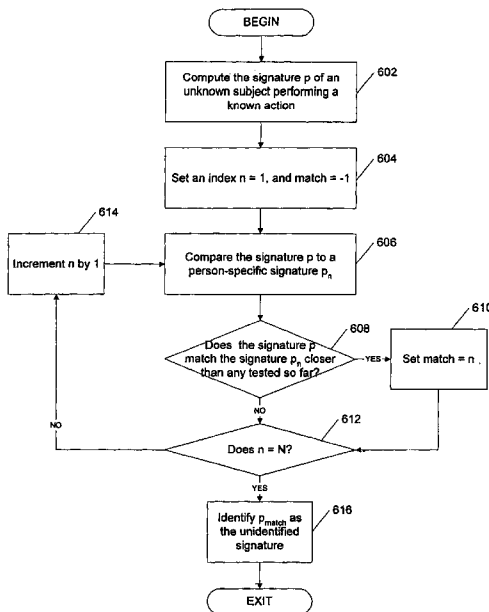 BEGIN
602
Compute the signature p of an
unknown subject performing a
known action
604
Set an index n = 1, and match = -1
614
Increment n by 1
606
Compare the signature p to a
person-specific signature pn
608
Does the signature p
match the signature pn closer
than any tested so far?
YES
610
Set match = n
NO
612
Does n = N?
NO
YES
616
Identify pmatch as
the unidentified
signature
EXIT